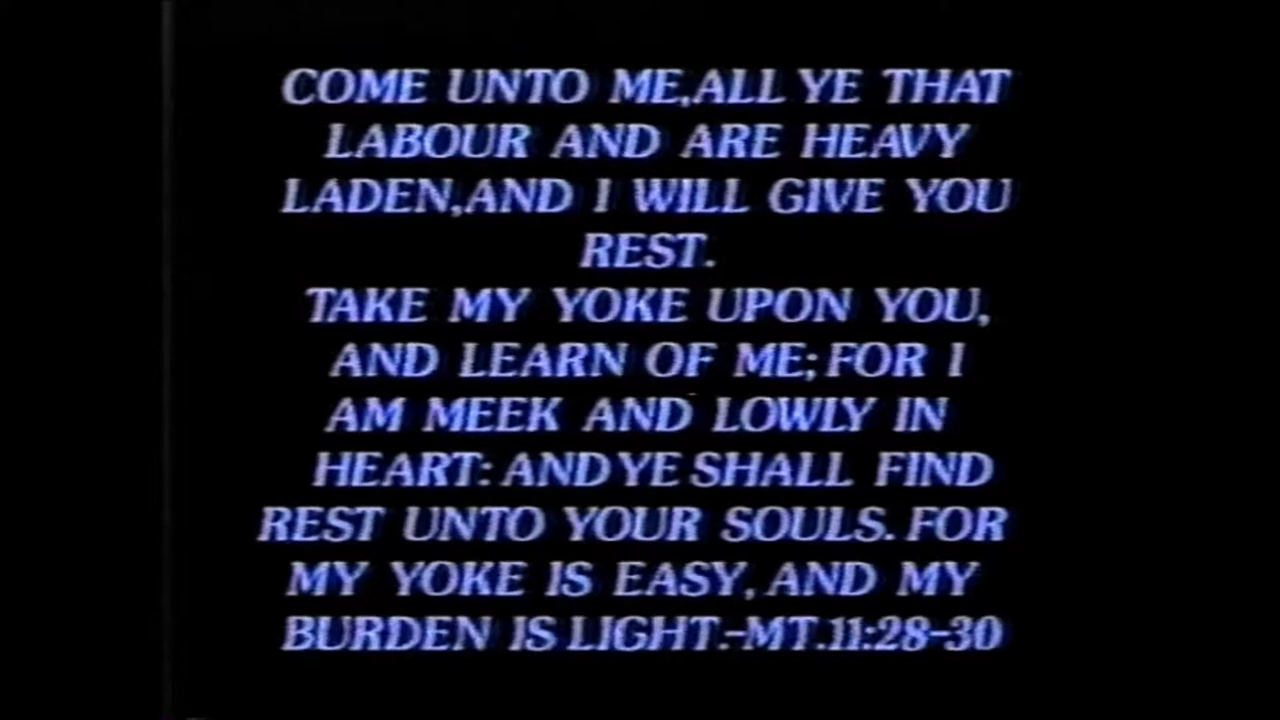 COME UNTO ME,ALL YE THAT
LABOUR AND ARE HEAVY
LADEN,AND I WILL GIVE YOU
REST.
TAKE MY YOKE UPON YOU,
AND LEARN OF ME; FOR I
AM MEEK AND LOWLY IN
HEART: AND YE SHALL FIND
REST UNTO YOUR SOULS. FOR
MY YOKE IS EASY, AND MY
BURDEN IS LIGHT.-MT.11:28-30